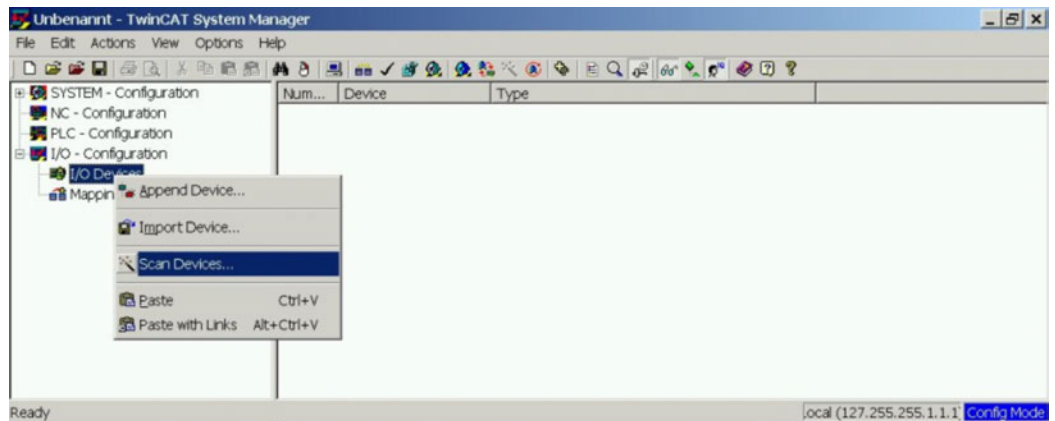 Unbenannt - TwinCAT System Manager
File Edit Actions View Options Help
SYSTEM - Configuration
NC - Configuration
PLC - Configuration
I/O - Configuration
I/O Devices
Mappin
Num... Device Type
Append Device...
Import Device...
Scan Devices...
Paste Ctrl+V
Paste with Links Alt+Ctrl+V
Ready
ocal (127.255.255.1.1.1) Config Mode